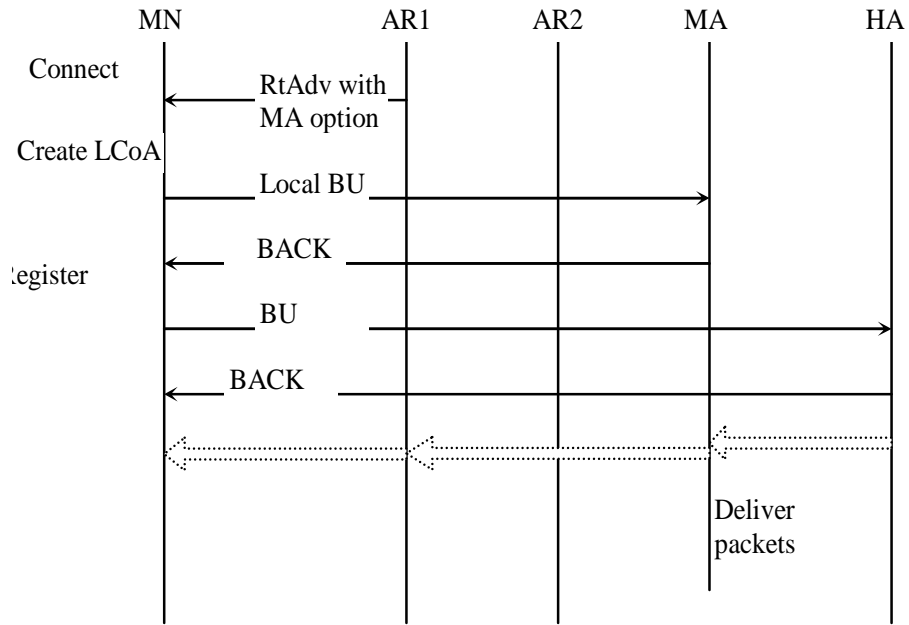 MN AR1 AR2 MA HA
Connect
RtAdv with
MA option
Create LCoA
Local BU
BACK
Register
BU
BACK
Deliver
packets